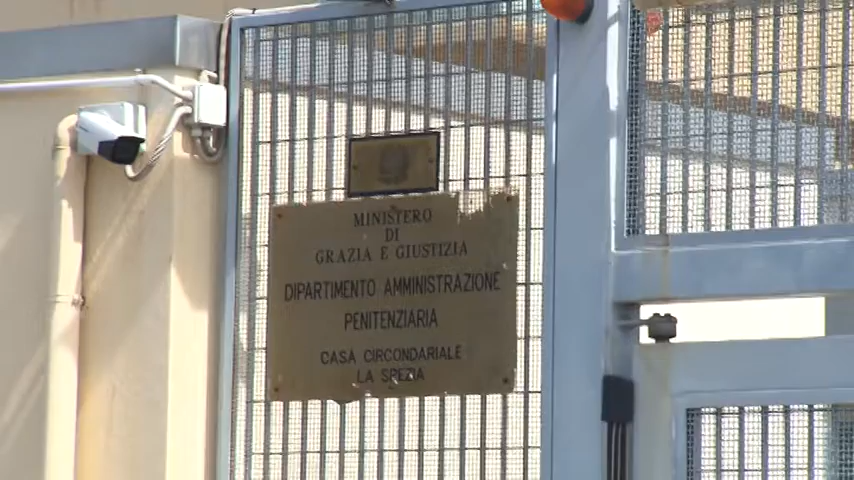 MINISTERO
DI
GRAZIA E GIUSTIZIA
DIPARTIMENTO AMMINISTRAZIONE
PENITENZIARIA
CASA CIRCONDARIALE
LA SPEZIA